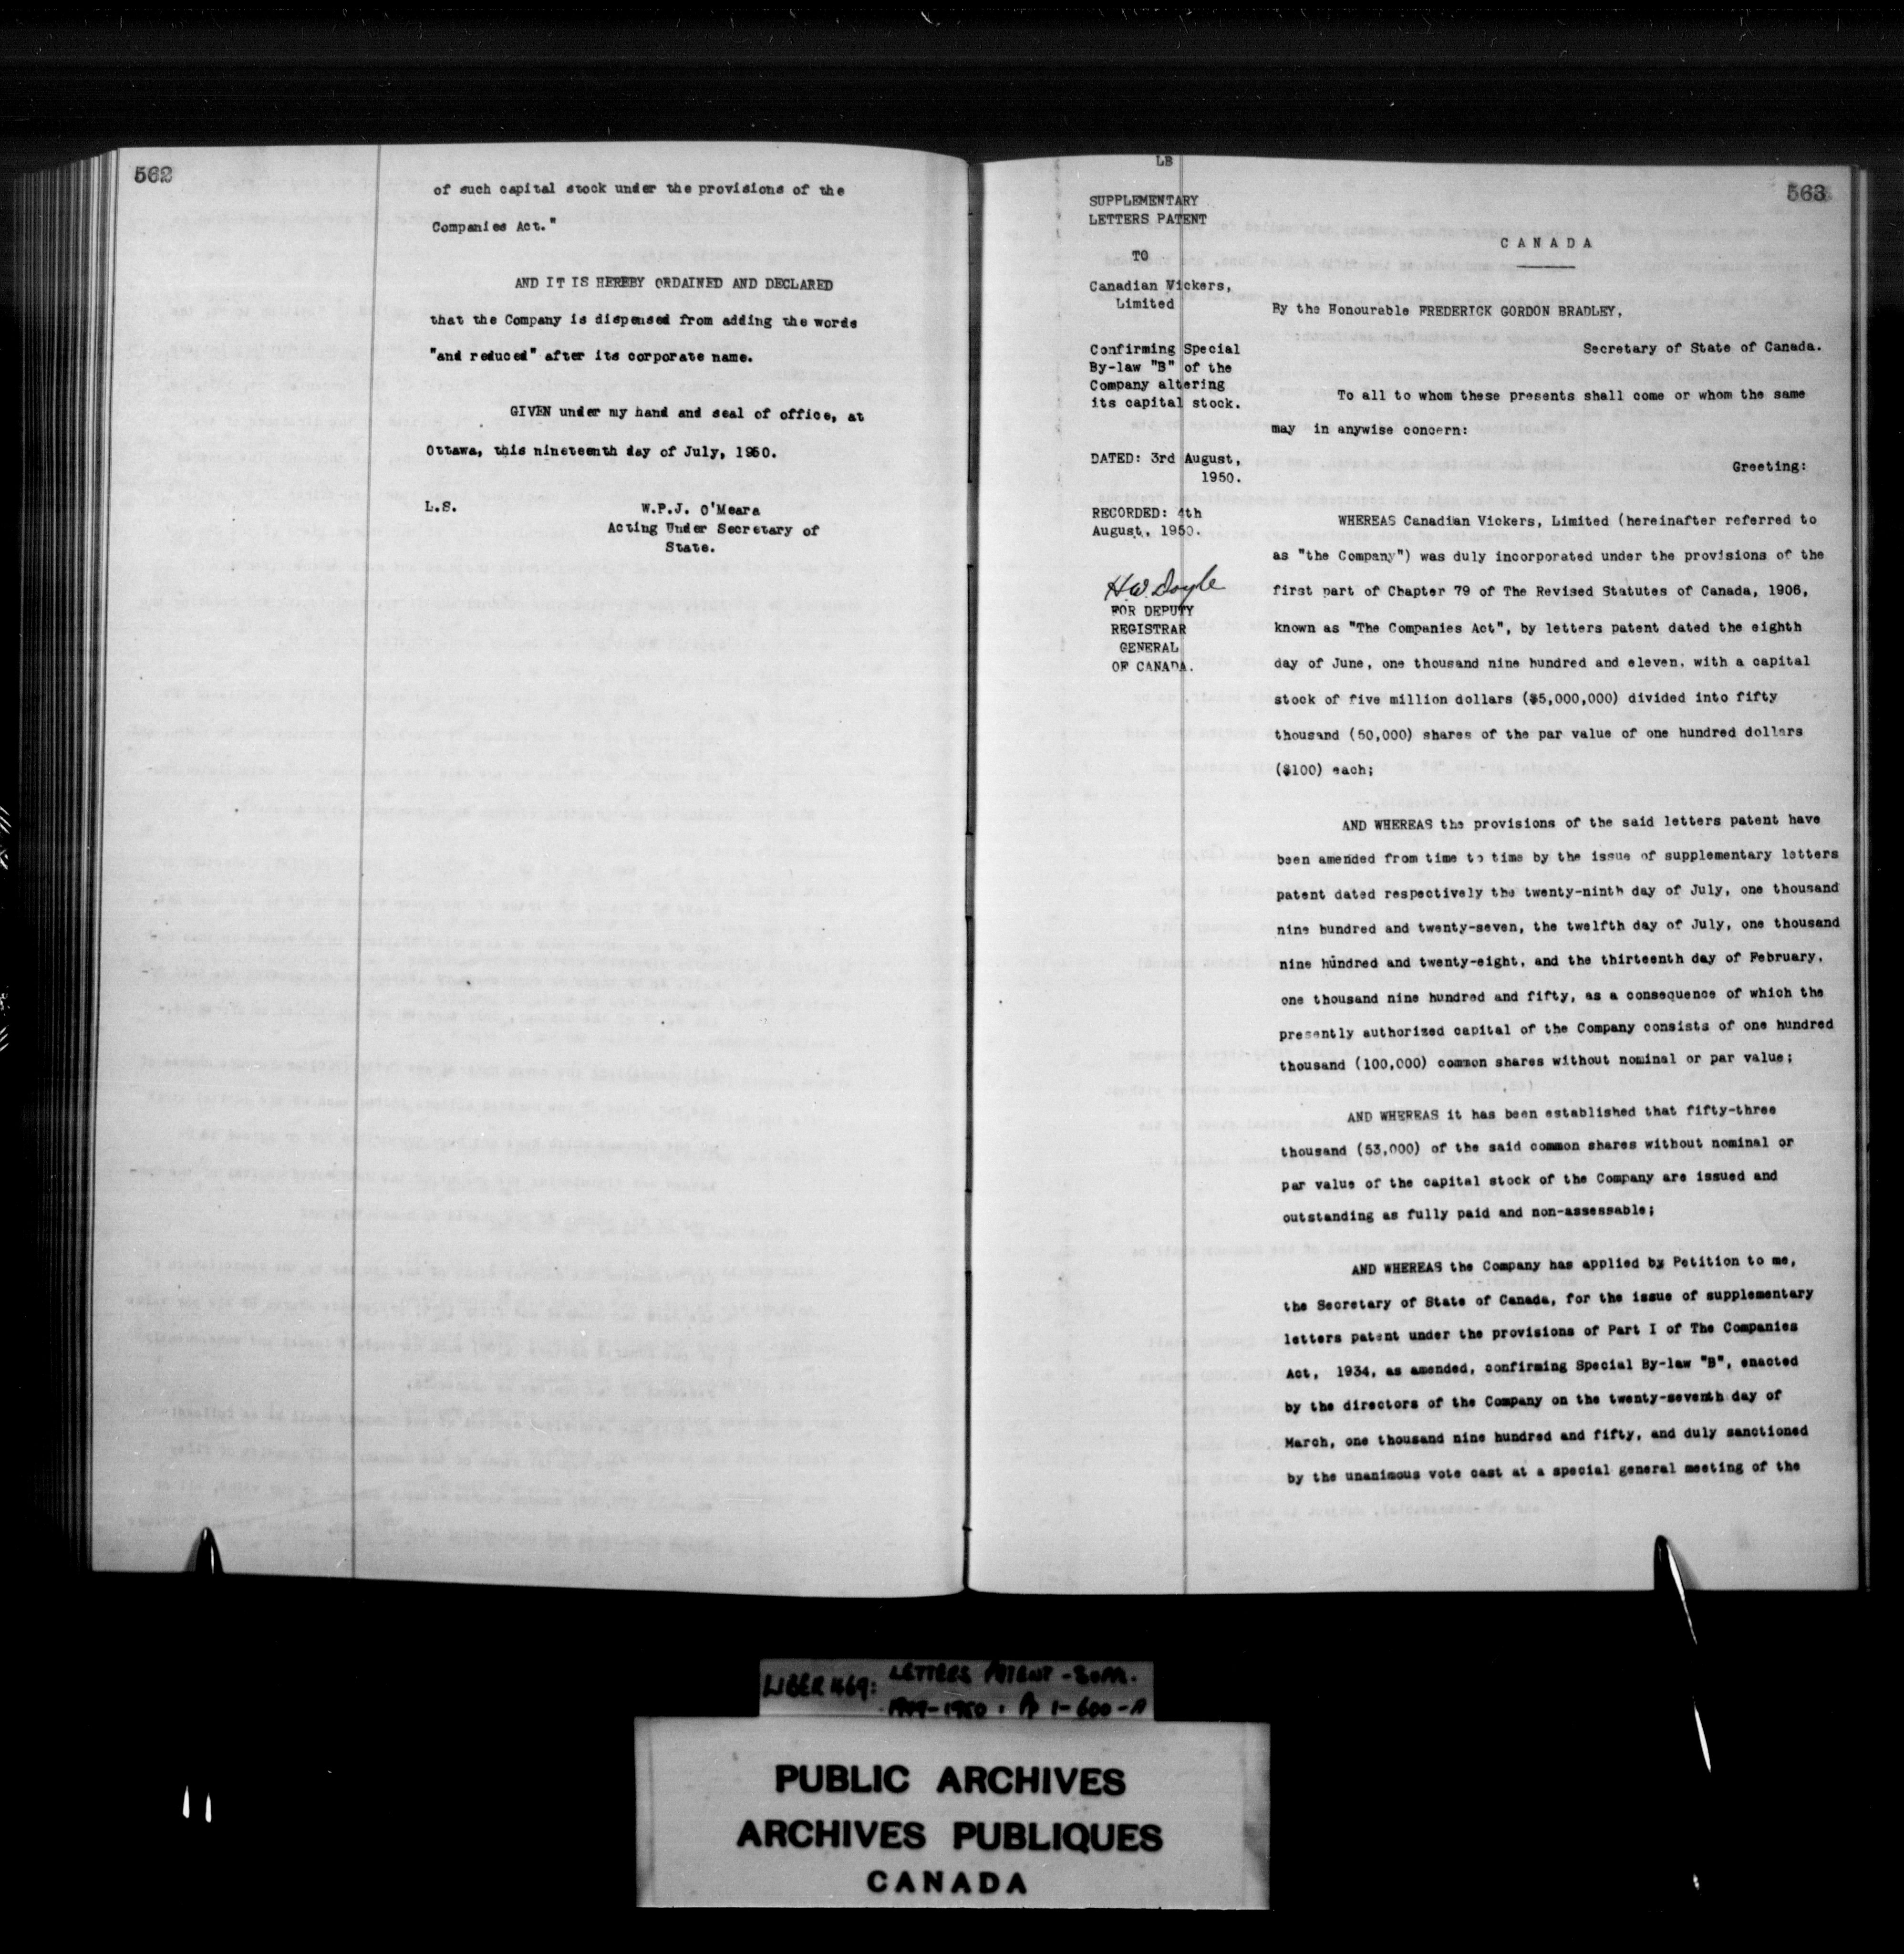 562
of such capital stock under the provisions of the
Companies Act."
AND IT IS HEREBY ORDAINED AND DECLARED
that the Company is dispensed from adding the words
"and reduced" after its corporate name.
GIVEN under my hand and seal of office, at
Ottawa, this nineteenth day of July, 1950.
L.S.
W.P.J. O'Meara
Acting Under Secretary of
State.
LB
563
SUPPLEMENTARY
LETTERS PATENT
TO
Canadian Vickers,
Limited
Confirming Special
By-law "B" of the
Company altering
its capital stock.
DATED: 3rd August,
1950.
RECORDED: 4th
August, 1950.
HW Doyle
FOR DEPUTY
REGISTRAR
GENERAL
OF CANADA.
CANADA
By the Honourable FREDERICK GORDON BRADLEY,
Secretary of State of Canada.
To all to whom these presents shall come or whom the same
may in anywise concern:
Greeting:
WHEREAS Canadian Vickers, Limited (hereinafter referred to
as "the Company") was duly incorporated under the provisions of the
first part of Chapter 79 of The Revised Statutes of Canada, 1906,
known as "The Companies Act", by letters patent dated the eighth
day of June, one thousand nine hundred and eleven, with a capital
stock of five million dollars ($5,000,000) divided into fifty
thousand (50,000) shares of the par value of one hundred dollars
($100) each;
AND WHEREAS the provisions of the said letters patent have
been amended from time to time by the issue of supplementary letters
patent dated respectively the twenty-ninth day of July, one thousand
nine hundred and twenty-seven, the twelfth day of July, one thousand
nine hundred and twenty-eight, and the thirteenth day of February,
one thousand nine hundred and fifty, as a consequence of which the
presently authorized capital of the Company consists of one hundred
thousand (100,000) common shares without nominal or par value;
AND WHEREAS it has been established that fifty-three
thousand (53,000) of the said common shares without nominal or
par value of the capital stock of the Company are issued and
outstanding as fully paid and non-assessable;
AND WHEREAS the Company has applied by Petition to me,
the Secretary of State of Canada, for the issue of supplementary
letters patent under the provisions of Part I of The Companies
Act, 1934, as amended, confirming Special By-law "B", enacted
by the directors of the Company on the twenty-seventh day of
March, one thousand nine hundred and fifty, and duly sanctioned
by the unanimous vote cast at a special general meeting of the
LIBER 469: LETTERS PATENT - SUPP.
1949-1950: Pp 1-600-A
PUBLIC ARCHIVES
ARCHIVES PUBLIQUES
CANADA